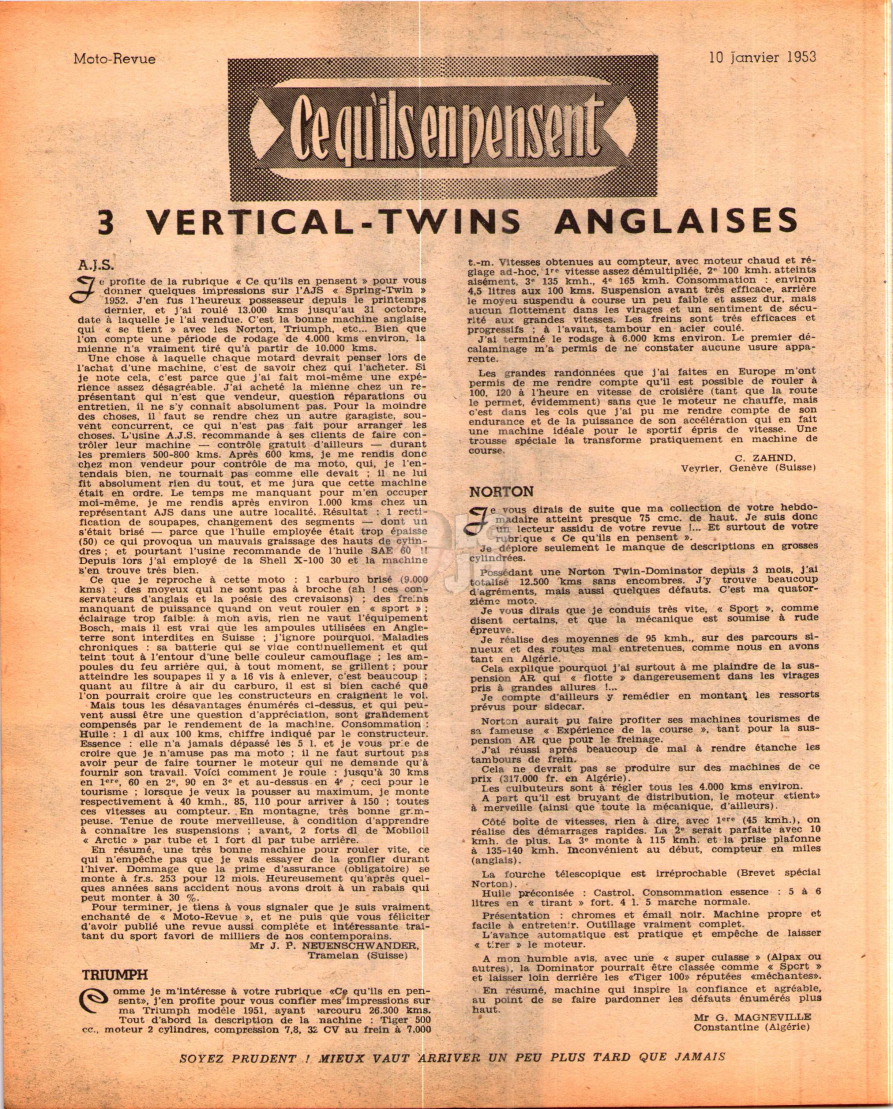 Moto-Revue
10 janvier 1953
Ce qu'ils en pensent
3 VERTICAL-TWINS ANGLAISES
A.J.S.
Je profite de la rubrique « Ce qu'ils en pensent » pour vous
donner quelques impressions sur l'AJS « Spring-Twin »
1952. J'en fus l'heureux possesseur depuis le printemps
dernier, et j'ai roulé 13.000 kms jusqu'au 31 octobre,
date à laquelle je l'ai vendue. C'est la bonne machine anglaise
qui « se tient » avec les Norton, Triumph, etc... Bien que
l'on compte une période de rodage de 4.000 kms environ, la
mienne n'a vraiment tiré qu'à partir de 10.000 kms.
Une chose à laquelle chaque motard devrait penser lors de
l'achat d'une machine, c'est de savoir chez qui l'acheter. Si
je note cela, c'est parce que j'ai fait moi-même une expé-
rience assez désagréable. J'ai acheté la mienne chez un re-
présentant qui n'est que vendeur, question réparations ou
entretien, il ne s'y connaît absolument pas. Pour la moindre
des choses, il faut se rendre chez un autre garagiste, sou-
vent concurrent, ce qui n'est pas fait pour arranger les
choses. L'usine A.J.S. recommande à ses clients de faire con-
trôler leur machine — contrôle gratuit d'ailleurs — durant
les premiers 500-800 kms. Après 600 kms, je me rendis donc
chez mon vendeur pour contrôle de ma moto, qui, je l'en-
tendais bien, ne tournait pas comme elle devait ; il ne lui
fit absolument rien du tout, et me jura que cette machine
était en ordre. Le temps me manquant pour m'en occuper
moi-même, je me rendis après environ 1.000 kms chez un
représentant AJS dans une autre localité. Résultat : 1 recti-
fication de soupapes, changement des segments — dont un
s'était brisé — parce que l'huile employée était trop épaisse
(50) ce qui provoqua un mauvais graissage des hauts de cylin-
dres ; et pourtant l'usine recommande de l'huile SAE 60 !!
Depuis lors j'ai employé de la Shell X-100 30 et la machine
s'en trouve très bien.
Ce que je reproche à cette moto : 1 carburo brisé (9.000
kms) ; des moyeux qui ne sont pas à broche (ah ! ces con-
servateurs d'anglais et la poésie des crevaisons) ; des freins
manquant de puissance quand on veut rouler en « sport » ;
éclairage trop faible: à mon avis, rien ne vaut l'équipement
Bosch, mais il est vrai que les ampoules utilisées en Angle-
terre sont interdites en Suisse ; j'ignore pourquoi. Maladies
chroniques : sa batterie qui se vide continuellement et qui
teint tout à l'entour d'une belle couleur camouflage ; les am-
poules du feu arrière qui, à tout moment, se grillent ; pour
atteindre les soupapes il y a 16 vis à enlever, c'est beaucoup ;
quant au filtre à air du carburo, il est si bien caché que
l'on pourrait croire que les constructeurs en craignent le vol.
Mais tous les désavantages énumérés ci-dessus, et qui peu-
vent aussi être une question d'appréciation, sont grandement
compensés par le rendement de la machine. Consommation :
Huile : 1 dl aux 100 kms, chiffre indiqué par le constructeur.
Essence : elle n'a jamais dépassé les 5 l. et je vous prie de
croire que je n'amuse pas ma moto ; il ne faut surtout pas
avoir peur de faire tourner le moteur qui ne demande qu'à
fournir son travail. Voici comment je roule : jusqu'à 30 kms
en 1ère, 60 en 2e, 90 en 3e et au-dessus en 4e ; ceci pour le
tourisme ; lorsque je veux la pousser au maximum, je monte
respectivement à 40 kmh., 85, 110 pour arriver à 150 ; toutes
ces vitesses au compteur. En montagne, très bonne grim-
peuse. Tenue de route merveilleuse, à condition d'apprendre
à connaître les suspensions ; avant, 2 forts dl de Mobiloil
« Arctic » par tube et 1 fort dl par tube arrière.
En résumé, une très bonne machine pour rouler vite, ce
qui n'empêche pas que je vais essayer de la gonfler durant
l'hiver. Dommage que la prime d'assurance (obligatoire) se
monte à fr.s. 253 pour 12 mois. Heureusement qu'après quel-
ques années sans accident nous avons droit à un rabais qui
peut monter à 30 %.
Pour terminer, je tiens à vous signaler que je suis vraiment
enchanté de « Moto-Revue », et ne puis que vous féliciter
d'avoir publié une revue aussi complète et intéressante trai-
tant du sport favori de milliers de nos contemporains.
Mr J. P. NEUENSCHWANDER,
Tramelan (Suisse)
TRIUMPH
Comme je m'intéresse à votre rubrique «Ce qu'ils en pen-
sent», j'en profite pour vous confier mes impressions sur
ma Triumph modèle 1951, ayant parcouru 26.300 kms.
Tout d'abord la description de la machine : Tiger 500
cc., moteur 2 cylindres, compression 7,8, 32 CV au frein à 7.000
t.-m. Vitesses obtenues au compteur, avec moteur chaud et ré-
glage ad-hoc, 1re vitesse assez démultipliée, 2e 100 kmh. atteints
aisément, 3e 135 kmh., 4e 165 kmh. Consommation : environ
4,5 litres aux 100 kms. Suspension avant très efficace, arrière
le moyeu suspendu à course un peu faible et assez dur, mais
aucun flottement dans les virages et un sentiment de sécu-
rité aux grandes vitesses. Les freins sont très efficaces et
progressifs ; à l'avant, tambour en acier coulé.
J'ai terminé le rodage à 6.000 kms environ. Le premier dé-
calaminage m'a permis de ne constater aucune usure appa-
rente.
Les grandes randonnées que j'ai faites en Europe m'ont
permis de me rendre compte qu'il est possible de rouler à
100, 120 à l'heure en vitesse de croisière (tant que la route
le permet, évidemment) sans que le moteur ne chauffe, mais
c'est dans les cols que j'ai pu me rendre compte de son
endurance et de la puissance de son accélération qui en fait
une machine idéale pour le sportif épris de vitesse. Une
trousse spéciale la transforme pratiquement en machine de
course.
C. ZAHND,
Veyrier, Genève (Suisse)
NORTON
Je vous dirais de suite que ma collection de votre hebdo-
madaire atteint presque 75 cmc. de haut. Je suis donc
un lecteur assidu de votre revue !... Et surtout de votre
rubrique « Ce qu'ils en pensent ».
Je déplore seulement le manque de descriptions en grosses
cylindrées.
Possédant une Norton Twin-Dominator depuis 3 mois, j'ai
totalisé 12.500 kms sans encombres. J'y trouve beaucoup
d'agréments, mais aussi quelques défauts. C'est ma quator-
zième moto.
Je vous dirais que je conduis très vite, « Sport », comme
disent certains, et que la mécanique est soumise à rude
épreuve.
Je réalise des moyennes de 95 kmh., sur des parcours si-
nueux et des routes mal entretenues, comme nous en avons
tant en Algérie.
Cela explique pourquoi j'ai surtout à me plaindre de la sus-
pension AR qui « flotte » dangereusement dans les virages
pris à grandes allures !...
Je compte d'ailleurs y remédier en montant les ressorts
prévus pour sidecar.
Norton aurait pu faire profiter ses machines tourismes de
sa fameuse « Expérience de la course », tant pour la sus-
pension AR que pour le freinage.
J'ai réussi après beaucoup de mal à rendre étanche les
tambours de frein.
Cela ne devrait pas se produire sur des machines de ce
prix (317.000 fr. en Algérie).
Les culbuteurs sont à régler tous les 4.000 kms environ.
A part qu'il est bruyant de distribution, le moteur «tient»
à merveille (ainsi que toute la mécanique, d'ailleurs).
Côté boîte de vitesses, rien à dire, avec 1ere (45 kmh.), on
réalise des démarrages rapides. La 2e serait parfaite avec 10
kmh. de plus. La 3e monte à 115 kmh. et la prise plafonne
à 135-140 kmh. Inconvénient au début, compteur en miles
(anglais).
La fourche télescopique est irréprochable (Brevet spécial
Norton).
Huile préconisée : Castrol. Consommation essence : 5 à 6
litres en « tirant » fort. 4 l. 5 marche normale.
Présentation : chromes et émail noir. Machine propre et
facile à entretenir. Outillage vraiment complet.
L'avance automatique est pratique et empêche de laisser
« tirer » le moteur.
A mon humble avis, avec une « super culasse » (Alpax ou
autres), la Dominator pourrait être classée comme « Sport »
et laisser loin derrière les «Tiger 100» réputées «méchantes».
En résumé, machine qui inspire la confiance et agréable,
au point de se faire pardonner les défauts énumérés plus
haut.
Mr G. MAGNEVILLE
Constantine (Algérie)
SOYEZ PRUDENT ! MIEUX VAUT ARRIVER UN PEU PLUS TARD QUE JAMAIS